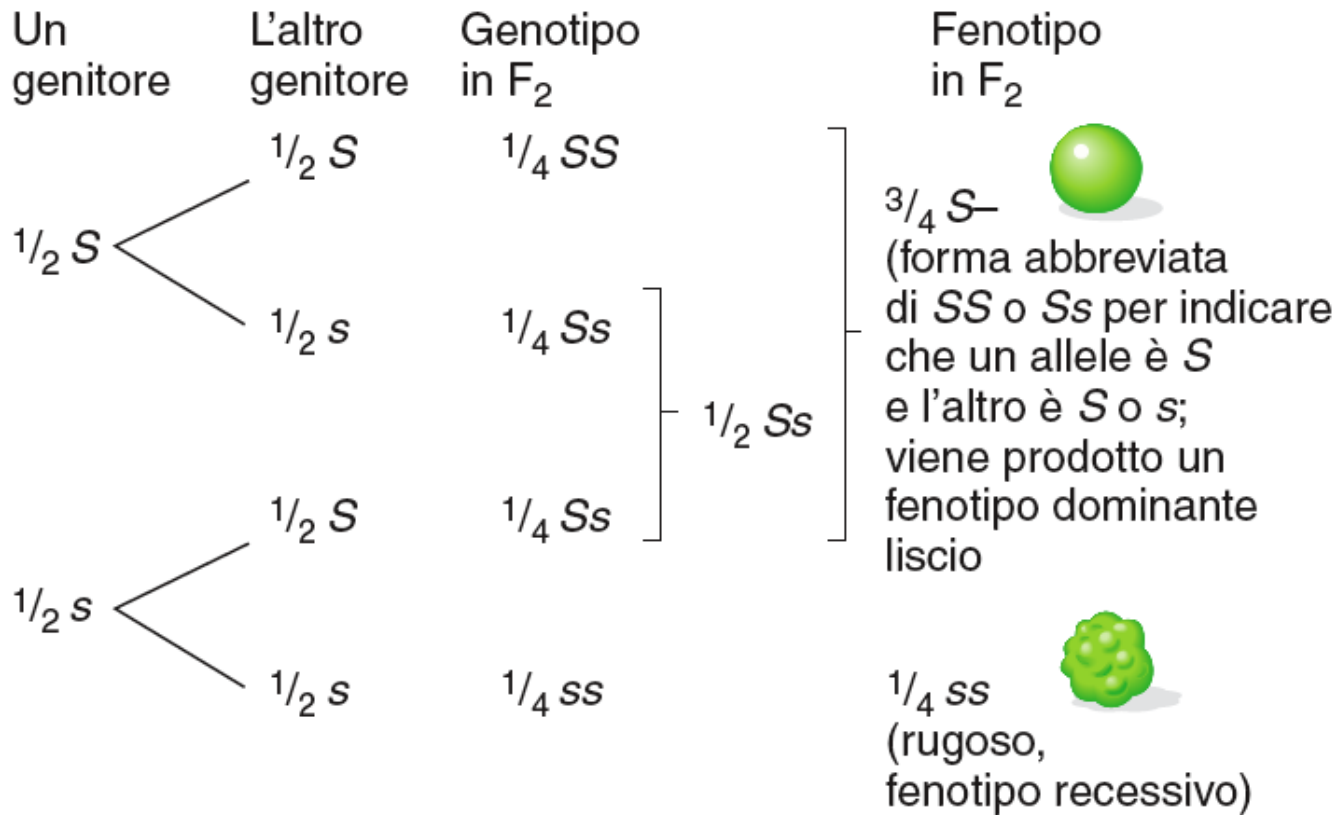 Un genitore
L'altro genitore
Genotipo in F₂
Fenotipo in F₂
1/2 S
1/2 S
1/4 SS
1/2 s
1/4 Ss
1/2 Ss
1/2 s
1/2 S
1/4 Ss
1/2 s
1/4 ss
3/4 S–
(forma abbreviata
di SS o Ss per indicare
che un allele è S
e l'altro è S o s;
viene prodotto un
fenotipo dominante
liscio
1/4 ss
(rugoso,
fenotipo recessivo)